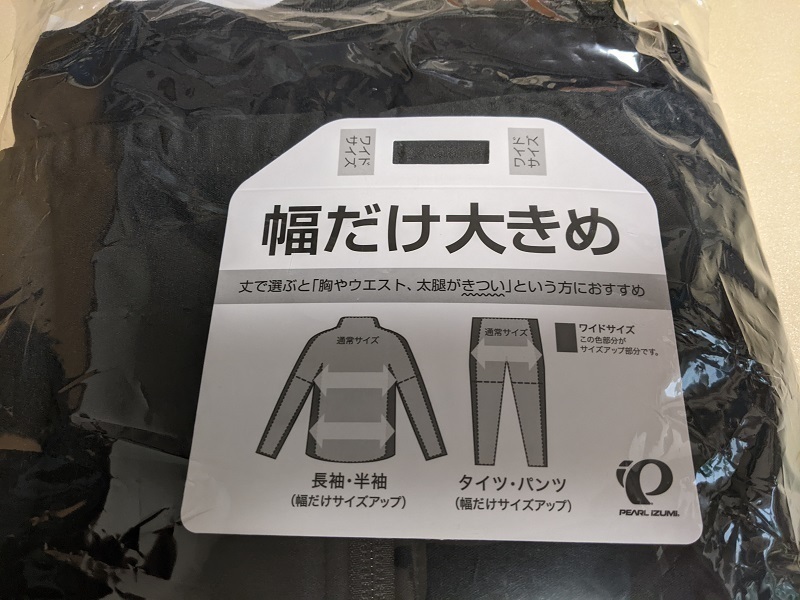 ワイド
サイズ
ワイド
サイズ
幅だけ大きめ
丈で選ぶと「胸やウエスト、太腿がきつい」という方におすすめ
通常サイズ
通常サイズ
ワイドサイズ
この色部分が
サイズアップ部分です。
長袖・半袖
(幅だけサイズアップ)
タイツ・パンツ
(幅だけサイズアップ)
PEARL iZUMi.